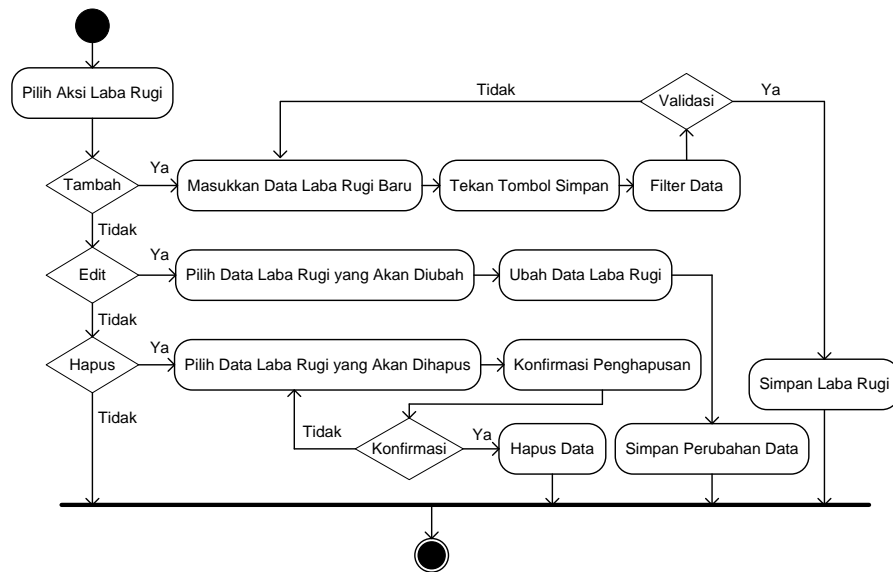 Pilih Aksi Laba Rugi
Tidak
Validasi
Ya
Tambah
Ya
Masukkan Data Laba Rugi Baru
Tekan Tombol Simpan
Filter Data
Tidak
Edit
Ya
Pilih Data Laba Rugi yang Akan Diubah
Ubah Data Laba Rugi
Tidak
Hapus
Ya
Pilih Data Laba Rugi yang Akan Dihapus
Konfirmasi Penghapusan
Simpan Laba Rugi
Tidak
Tidak
Konfirmasi
Ya
Hapus Data
Simpan Perubahan Data